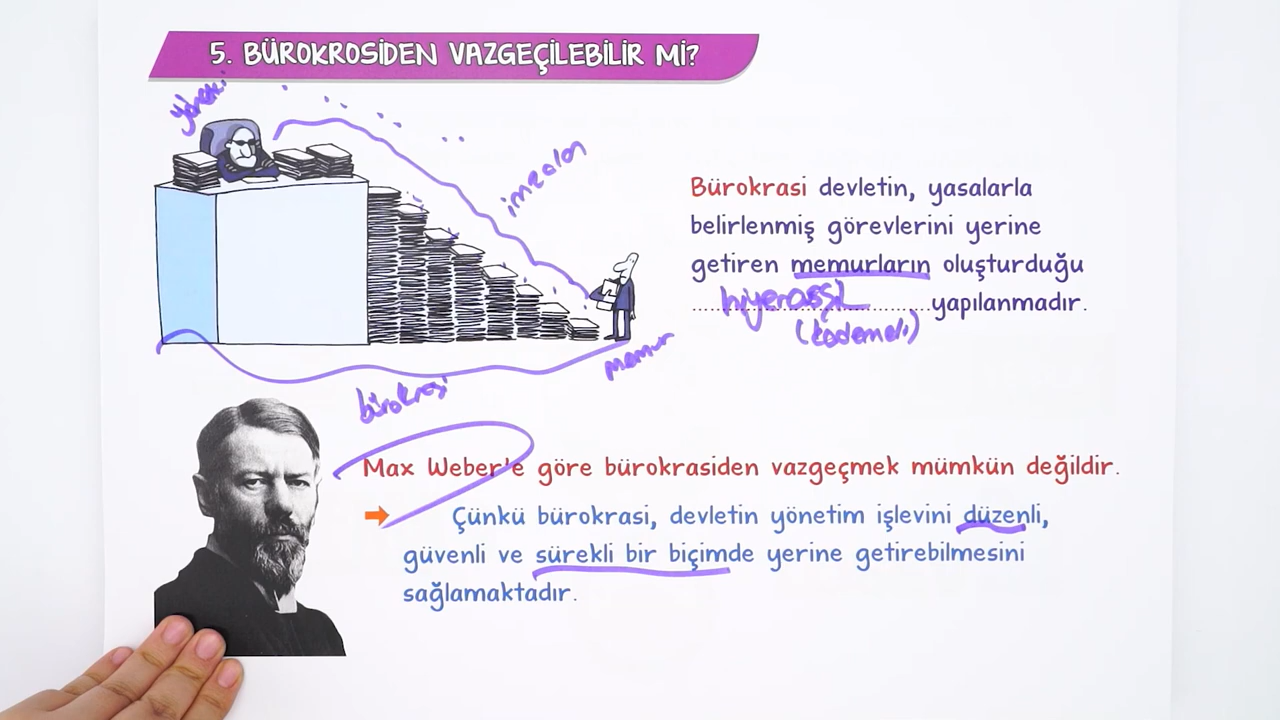 5. BÜROKROSİDEN VAZGEÇİLEBİLİR Mİ?
imzalar
memur
bürokrasi
Bürokrasi devletin, yasalarla
belirlenmiş görevlerini yerine
getiren memurların oluşturduğu
hiyerarşik yapılanmadır.
(kademeli)
Max Weber'e göre bürokrasiden vazgeçmek mümkün değildir.
Çünkü bürokrasi, devletin yönetim işlevini düzenli,
güvenli ve sürekli bir biçimde yerine getirebilmesini
sağlamaktadır.